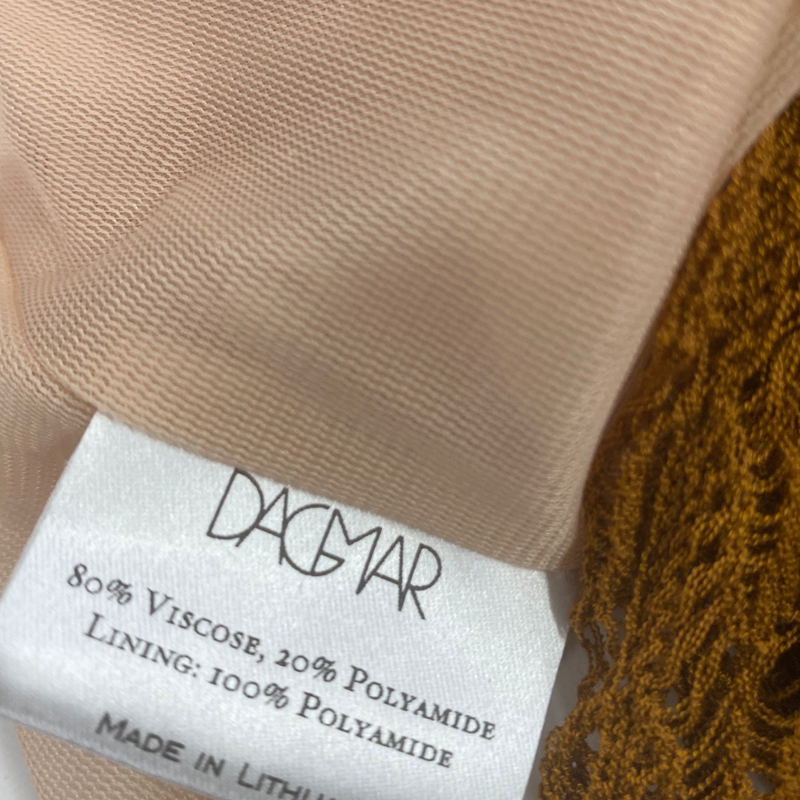 DAGMAR
80% VISCOSE, 20% POLYAMIDE
LINING: 100% POLYAMIDE
MADE IN